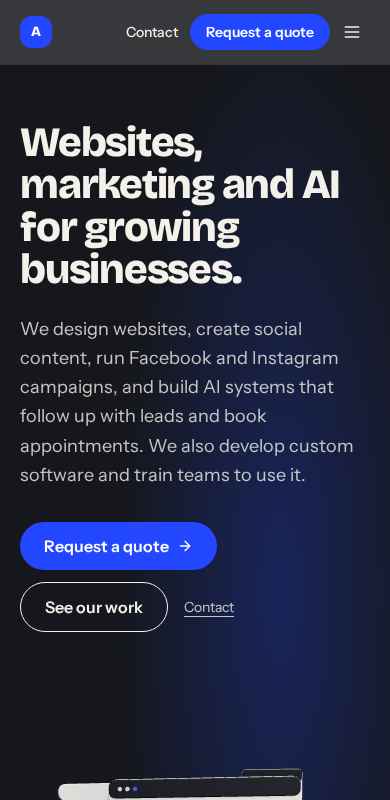 A
Contact
Request a quote
Websites,
marketing and AI
for growing
businesses.
We design websites, create social
content, run Facebook and Instagram
campaigns, and build AI systems that
follow up with leads and book
appointments. We also develop custom
software and train teams to use it.
Request a quote
See our work
Contact